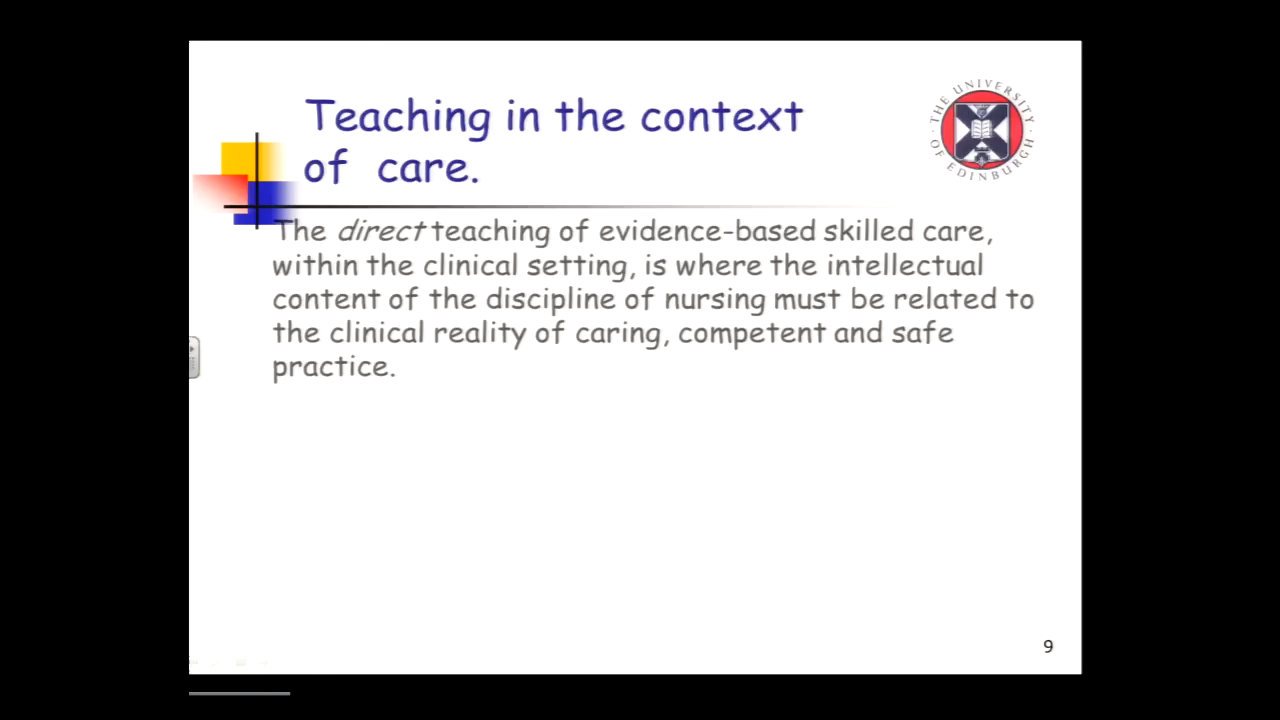 Teaching in the context
of care.
THE UNIVERSITY
OF EDINBURGH
The direct teaching of evidence-based skilled care,
within the clinical setting, is where the intellectual
content of the discipline of nursing must be related to
the clinical reality of caring, competent and safe
practice.
9